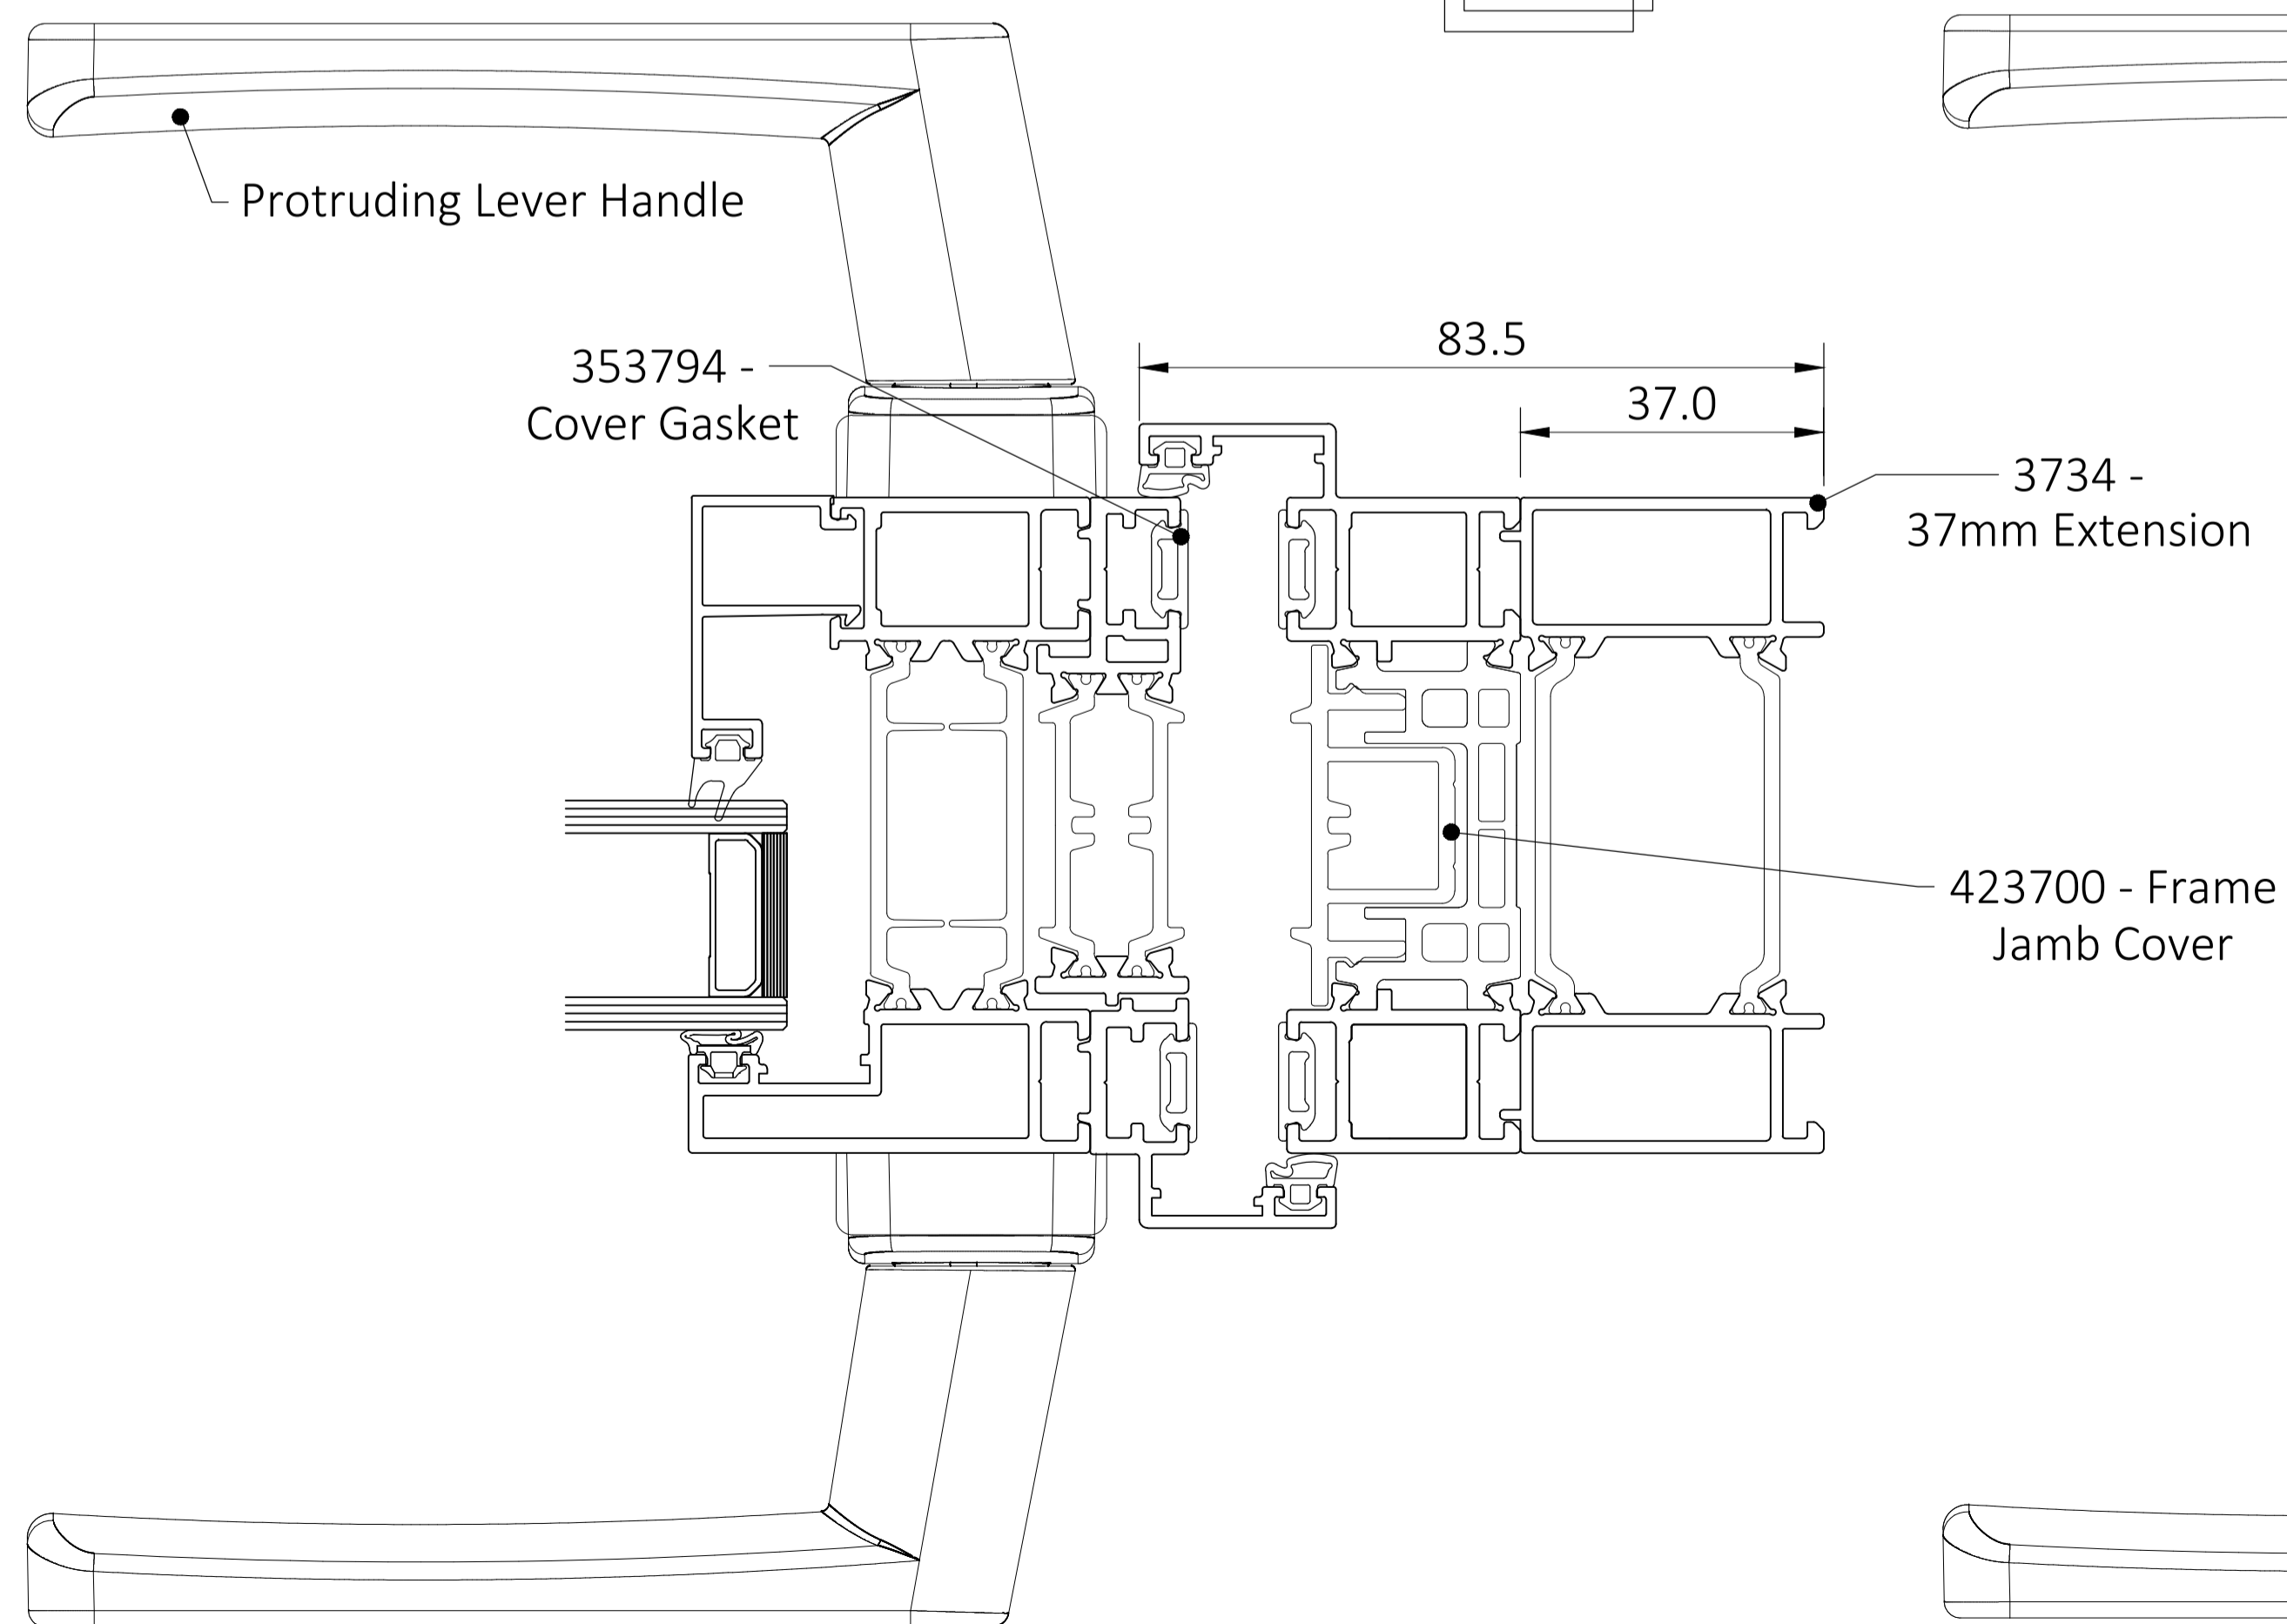 Protruding Lever Handle
353794 -
Cover Gasket
83.5
37.0
3734 -
37mm Extension
423700 - Frame
Jamb Cover